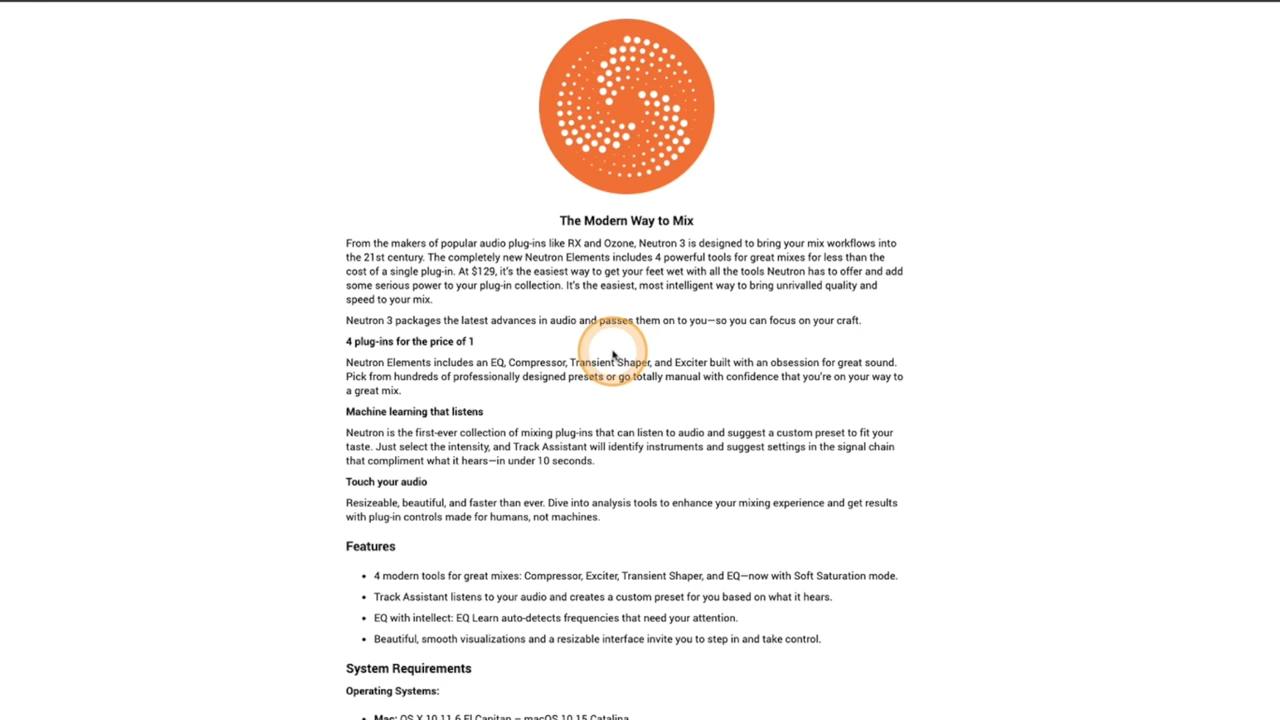 The Modern Way to Mix
From the makers of popular audio plug-ins like RX and Ozone, Neutron 3 is designed to bring your mix workflows into
the 21st century. The completely new Neutron Elements includes 4 powerful tools for great mixes for less than the
cost of a single plug-in. At $129, it's the easiest way to get your feet wet with all the tools Neutron has to offer and add
some serious power to your plug-in collection. It's the easiest, most intelligent way to bring unrivalled quality and
speed to your mix.
Neutron 3 packages the latest advances in audio and passes them on to you—so you can focus on your craft.
4 plug-ins for the price of 1
Neutron Elements includes an EQ, Compressor, Transient Shaper, and Exciter built with an obsession for great sound.
Pick from hundreds of professionally designed presets or go totally manual with confidence that you're on your way to
a great mix.
Machine learning that listens
Neutron is the first-ever collection of mixing plug-ins that can listen to audio and suggest a custom preset to fit your
taste. Just select the intensity, and Track Assistant will identify instruments and suggest settings in the signal chain
that compliment what it hears—in under 10 seconds.
Touch your audio
Resizeable, beautiful, and faster than ever. Dive into analysis tools to enhance your mixing experience and get results
with plug-in controls made for humans, not machines.
Features
• 4 modern tools for great mixes: Compressor, Exciter, Transient Shaper, and EQ—now with Soft Saturation mode.
• Track Assistant listens to your audio and creates a custom preset for you based on what it hears.
• EQ with intellect: EQ Learn auto-detects frequencies that need your attention.
• Beautiful, smooth visualizations and a resizable interface invite you to step in and take control.
System Requirements
Operating Systems:
• Mac: OS X 10.11.6 El Capitan – macOS 10.15 Catalina